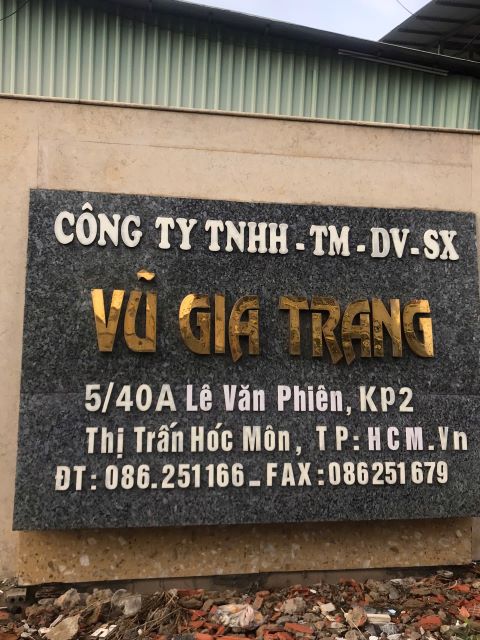 CÔNG TY TNHH - TM - DV - SX
VŨ GIA TRANG
5/40A Lê Văn Phiên, KP2
Thị Trấn Hóc Môn, TP: HCM.Vn
ĐT: 086.251166 - FAX: 086251679